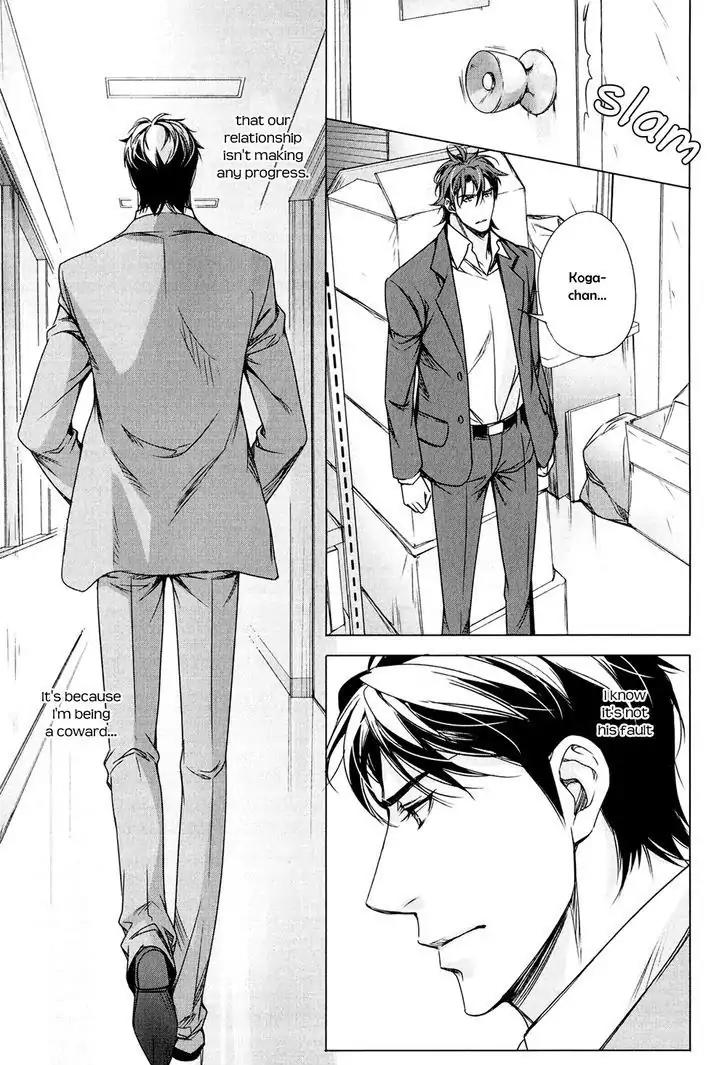 slam
Koga-
chan...
I know
it's not
his fault
that our
relationship
isn't making
any progress.
It's because
I'm being
a coward...